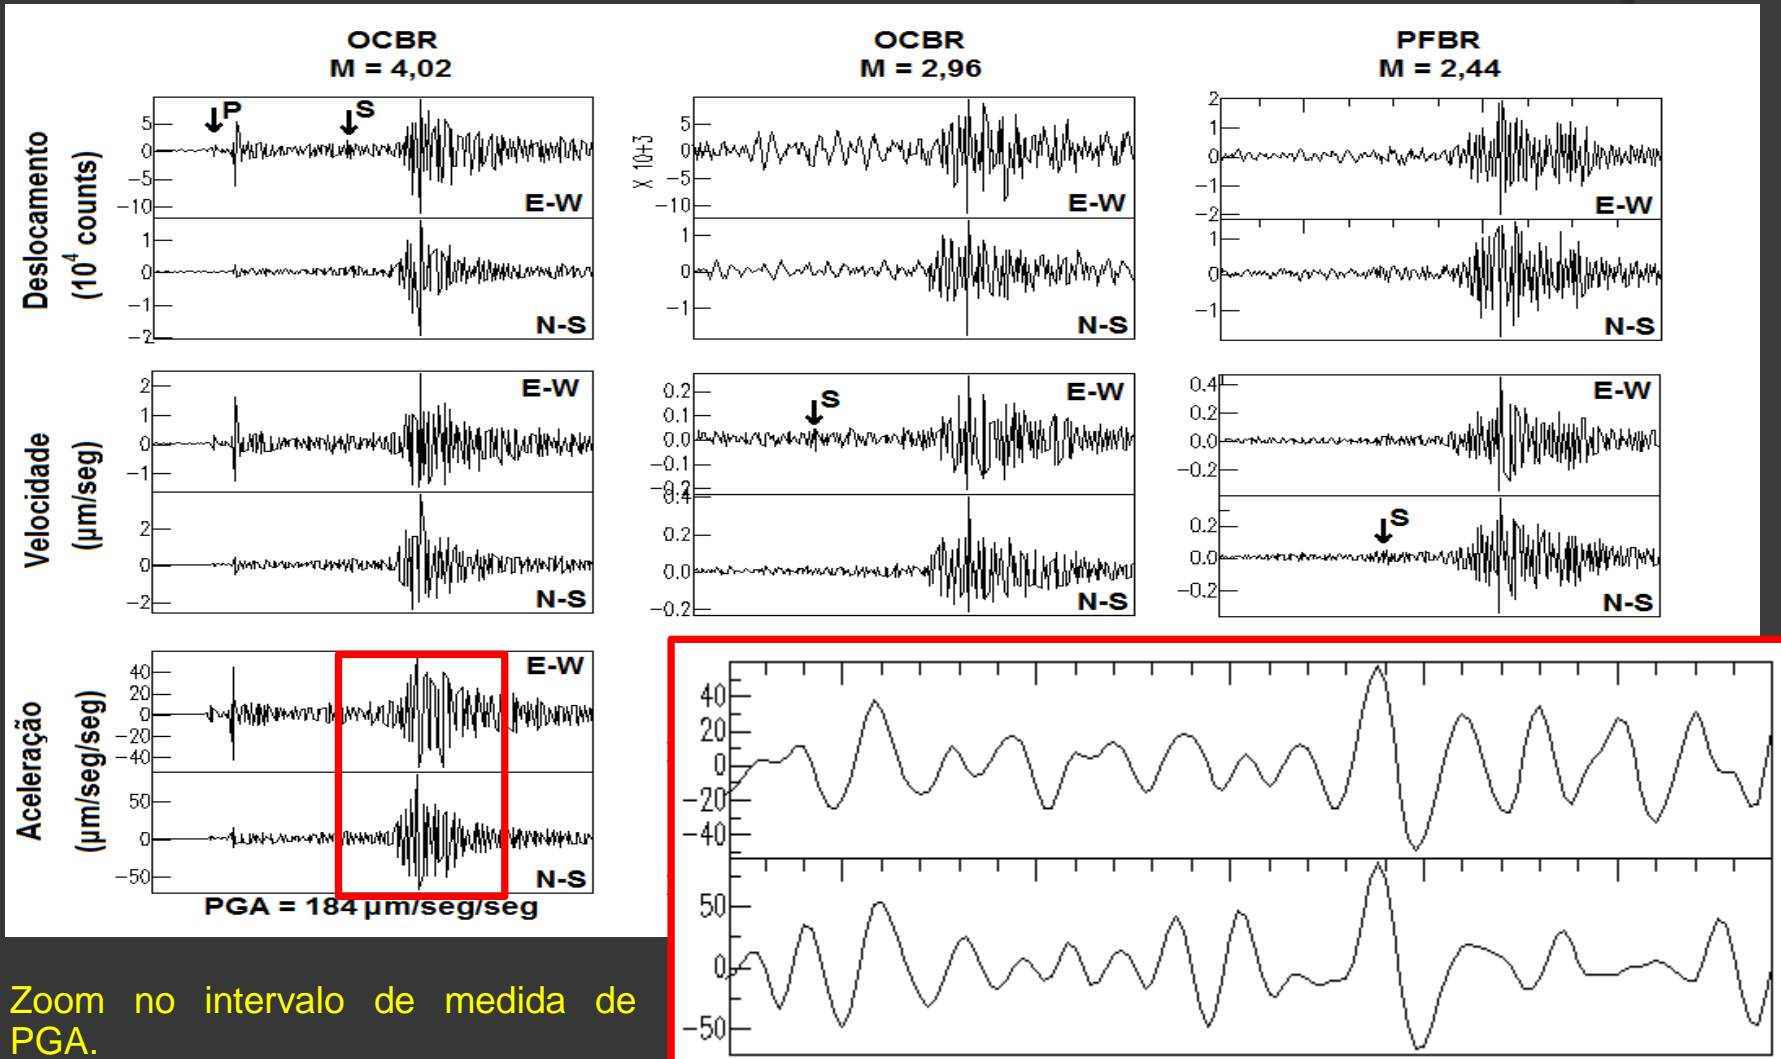 OCBR
M = 4,02
OCBR
M = 2,96
PFBR
M = 2,44
Deslocamento
(10⁴ counts)
P
S
5
0
−5
−10
E-W
1
0
−1
−2
N-S
X 10+3
5
0
−5
−10
E-W
1
0
−1
N-S
2
1
0
−1
−2
E-W
1
0
−1
N-S
Velocidade
(µm/seg)
2
1
0
−1
E-W
2
0
−2
N-S
0.2
0.1
0.0
−0.1
−0.2
S
E-W
0.4
0.2
0.0
−0.2
N-S
0.4
0.2
0.0
−0.2
E-W
0.2
0.0
−0.2
S
N-S
Aceleração
(µm/seg/seg)
40
20
0
−20
−40
E-W
50
0
−50
N-S
PGA = 184 µm/seg/seg
40
20
0
−20
−40
50
0
−50
Zoom no intervalo de medida de
PGA.